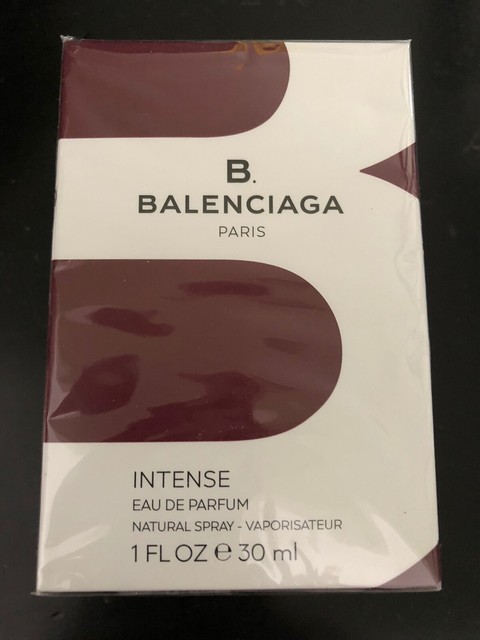 B.
BALENCIAGA
PARIS
INTENSE
EAU DE PARFUM
NATURAL SPRAY - VAPORISATEUR
1 FL OZ ℮ 30 ml